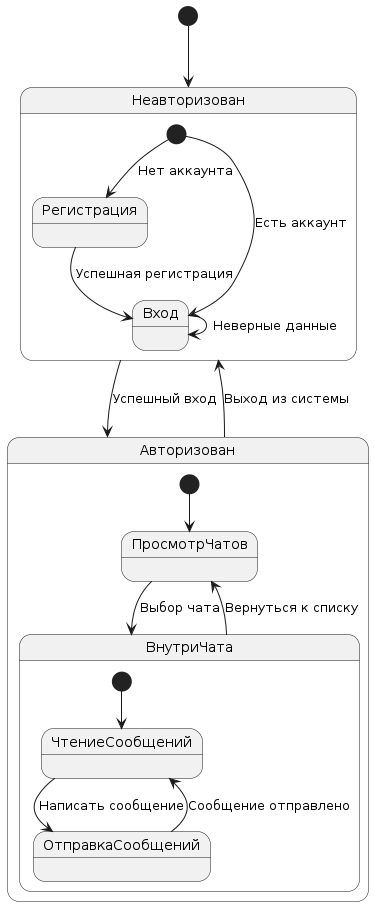 Неавторизован
Нет аккаунта
Регистрация
Есть аккаунт
Успешная регистрация
Вход
Неверные данные
Успешный вход
Выход из системы
Авторизован
ПросмотрЧатов
Выбор чата
Вернуться к списку
ВнутриЧата
ЧтениеСообщений
Написать сообщение
Сообщение отправлено
ОтправкаСообщений